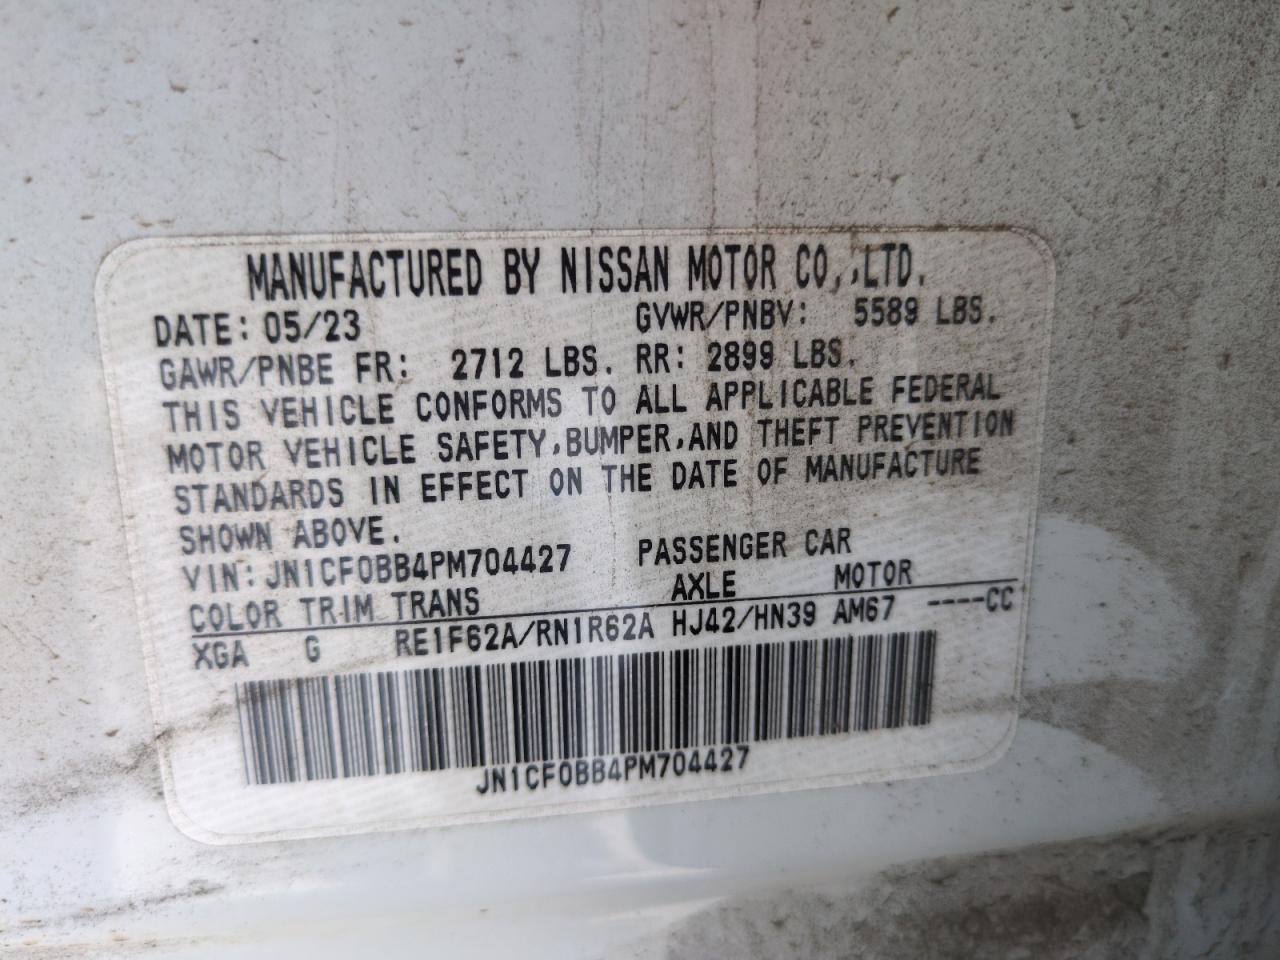 MANUFACTURED BY NISSAN MOTOR CO.,LTD.
DATE: 05/23 GVWR/PNBV: 5589 LBS.
GAWR/PNBE FR: 2712 LBS. RR: 2899 LBS.
THIS VEHICLE CONFORMS TO ALL APPLICABLE FEDERAL
MOTOR VEHICLE SAFETY,BUMPER,AND THEFT PREVENTION
STANDARDS IN EFFECT ON THE DATE OF MANUFACTURE
SHOWN ABOVE.
VIN: JN1CF0BB4PM704427 PASSENGER CAR
COLOR TRIM TRANS AXLE MOTOR
XGA G RE1F62A/RN1R62A HJ42/HN39 AM67 ----CC
JN1CF0BB4PM704427